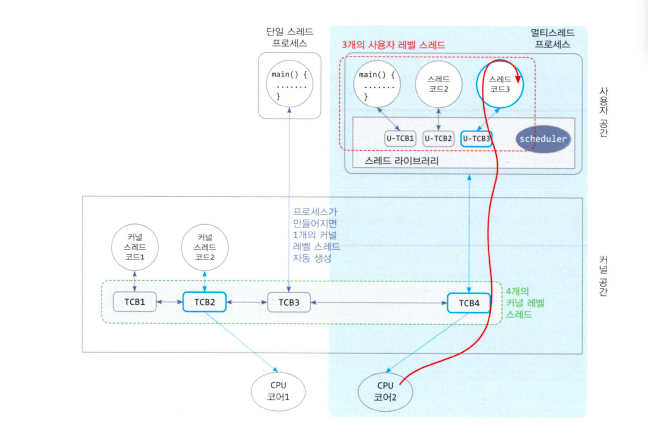 단일 스레드
프로세스
멀티스레드
프로세스
3개의 사용자 레벨 스레드
main() {
.......
}
main() {
.......
}
스레드
코드2
스레드
코드3
사용자 공간
U-TCB1
U-TCB2
U-TCB3
scheduler
스레드 라이브러리
프로세스가
만들어지면
1개의 커널
레벨 스레드
자동 생성
커널
스레드
코드1
커널
스레드
코드2
커널 공간
TCB1
TCB2
TCB3
TCB4
4개의
커널 레벨
스레드
CPU
코어1
CPU
코어2